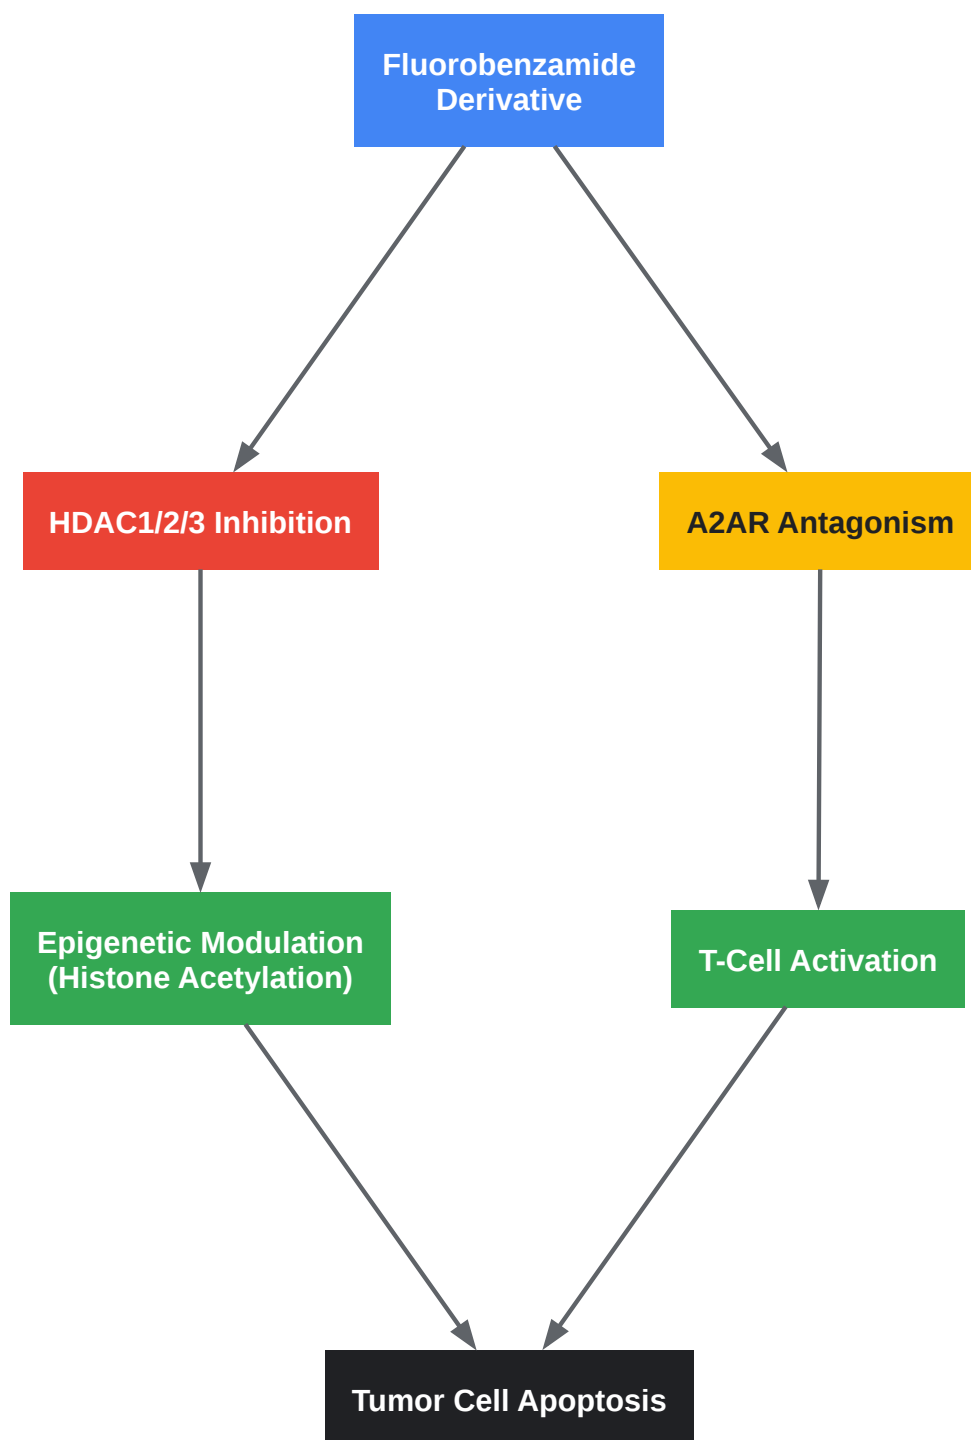 Fluorobenzamide
Derivative
HDAC1/2/3 Inhibition
A2AR Antagonism
Epigenetic Modulation
(Histone Acetylation)
T-Cell Activation
Tumor Cell Apoptosis